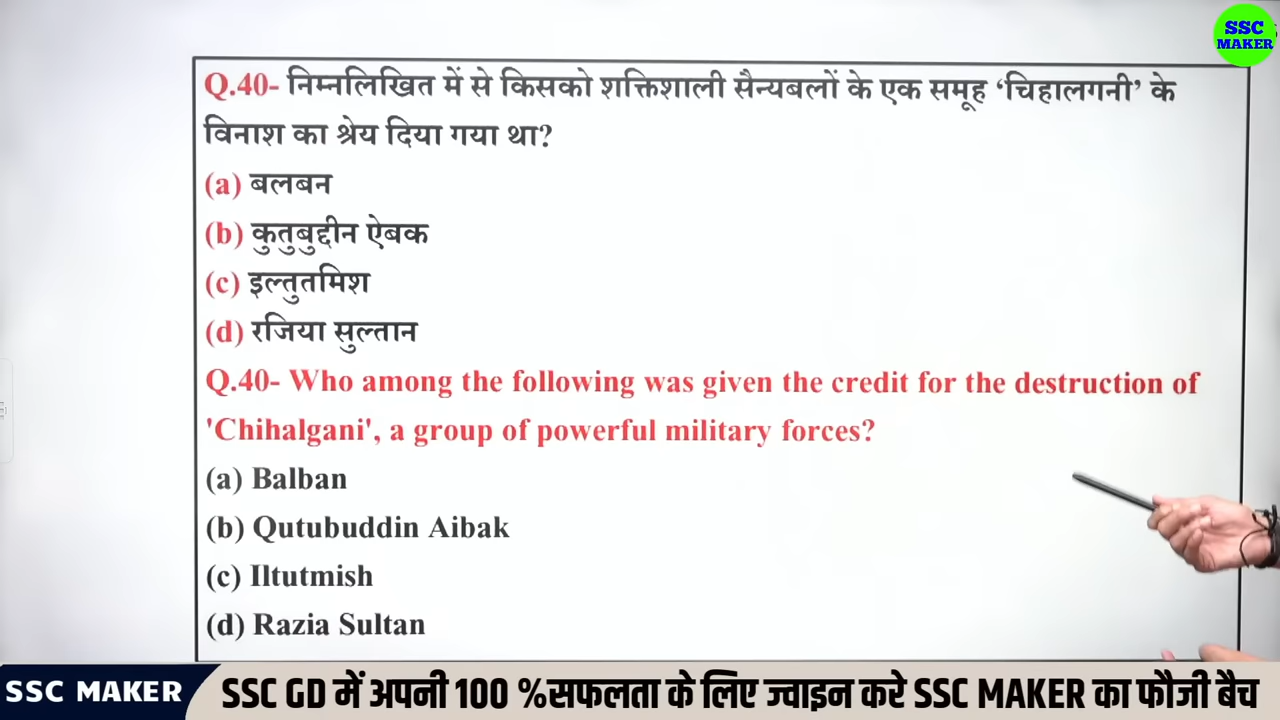 SSC
MAKER
Q.40- निम्नलिखित में से किसको शक्तिशाली सैन्यबलों के एक समूह ‘चिहालगनी’ के
विनाश का श्रेय दिया गया था?
(a) बलबन
(b) कुतुबुद्दीन ऐबक
(c) इल्तुतमिश
(d) रजिया सुल्तान
Q.40- Who among the following was given the credit for the destruction of
'Chihalgani', a group of powerful military forces?
(a) Balban
(b) Qutubuddin Aibak
(c) Iltutmish
(d) Razia Sultan
SSC MAKER SSC GD में अपनी 100 %सफलता के लिए ज्वाइन करे SSC MAKER का फौजी बैच